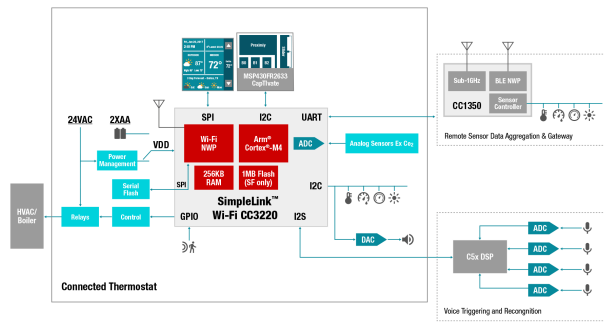 Proximity
MSP430FR2633
CapTIvate
87°
72°
72°
SPI
I2C
UART
24VAC
2XAA
VDD
Power
Management
Wi-Fi
NWP
Arm®
Cortex®-M4
ADC
Analog Sensors Ex Co₂
256KB
RAM
1MB Flash
(SF only)
Serial
Flash
SPI
I2C
SimpleLink™
Wi-Fi CC3220
HVAC/
Boiler
Relays
Control
GPIO
I2S
DAC
Connected Thermostat
Sub-1GHz
BLE NWP
Sensor
Controller
CC1350
Remote Sensor Data Aggregation & Gateway
C5x DSP
ADC
ADC
ADC
ADC
Voice Triggering and Recongnition